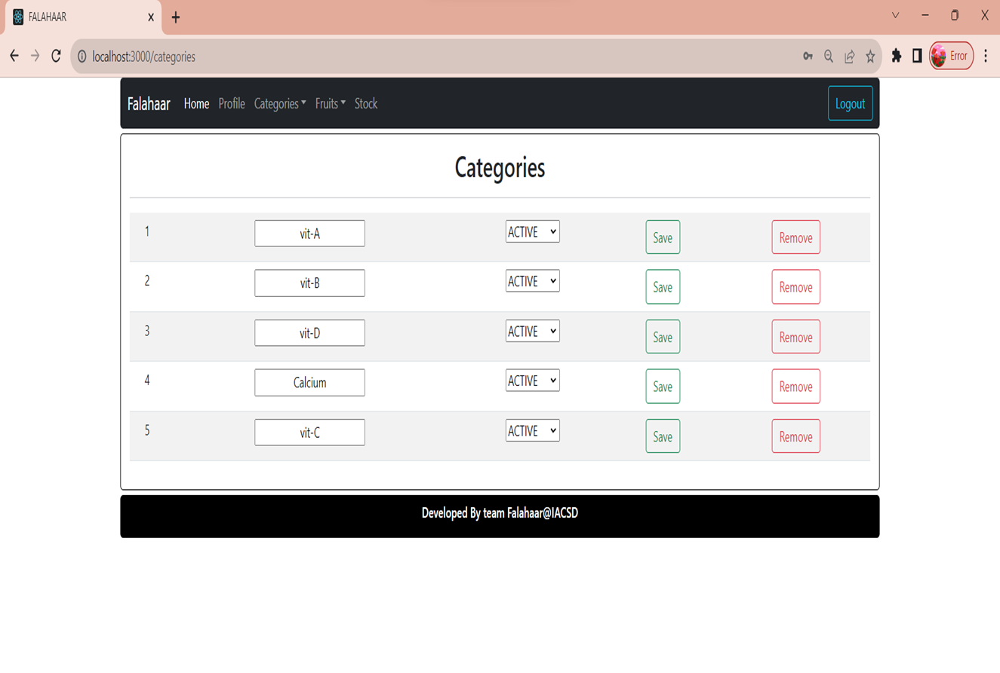 FALAHAAR
localhost:3000/categories
Error
Falahaar Home Profile Categories Fruits Stock Logout
Categories
1 vit-A ACTIVE Save Remove
2 vit-B ACTIVE Save Remove
3 vit-D ACTIVE Save Remove
4 Calcium ACTIVE Save Remove
5 vit-C ACTIVE Save Remove
Developed By team Falahaar@IACSD